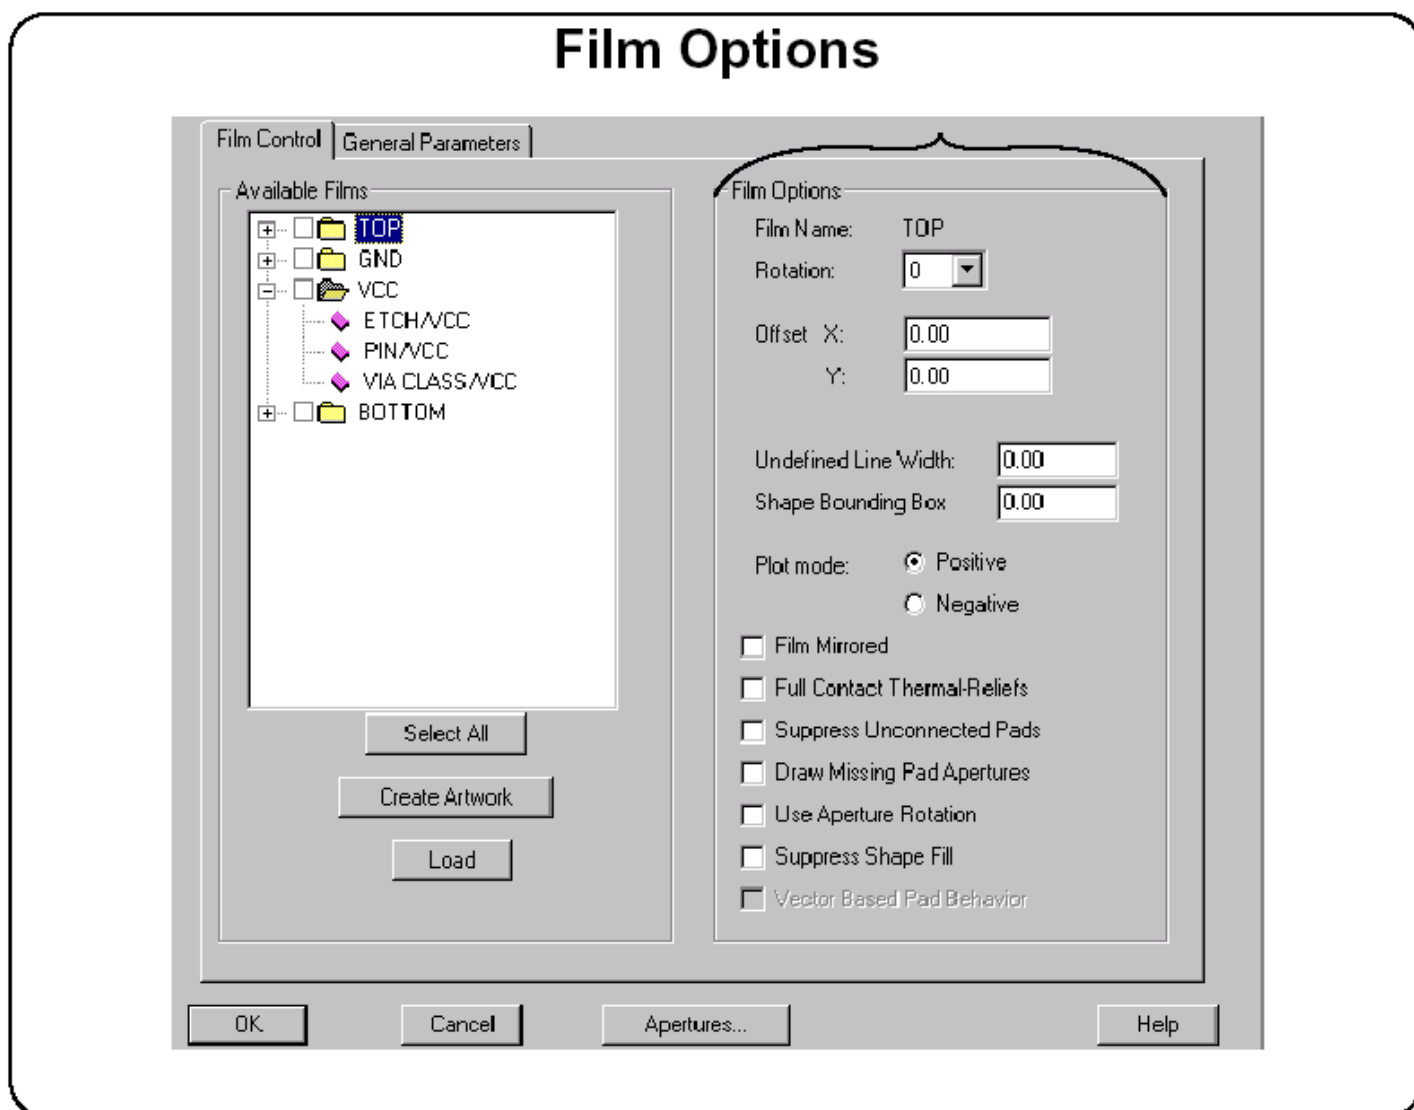 Film Options
Film Control
General Parameters
Available Films
TOP
GND
VCC
ETCH/VCC
PIN/VCC
VIA CLASS/VCC
BOTTOM
Select All
Create Artwork
Load
Film Options
Film Name: TOP
Rotation: 0
Offset X: 0.00
Y: 0.00
Undefined Line Width: 0.00
Shape Bounding Box 0.00
Plot mode: Positive
Negative
Film Mirrored
Full Contact Thermal-Reliefs
Suppress Unconnected Pads
Draw Missing Pad Apertures
Use Aperture Rotation
Suppress Shape Fill
Vector Based Pad Behavior
OK
Cancel
Apertures...
Help